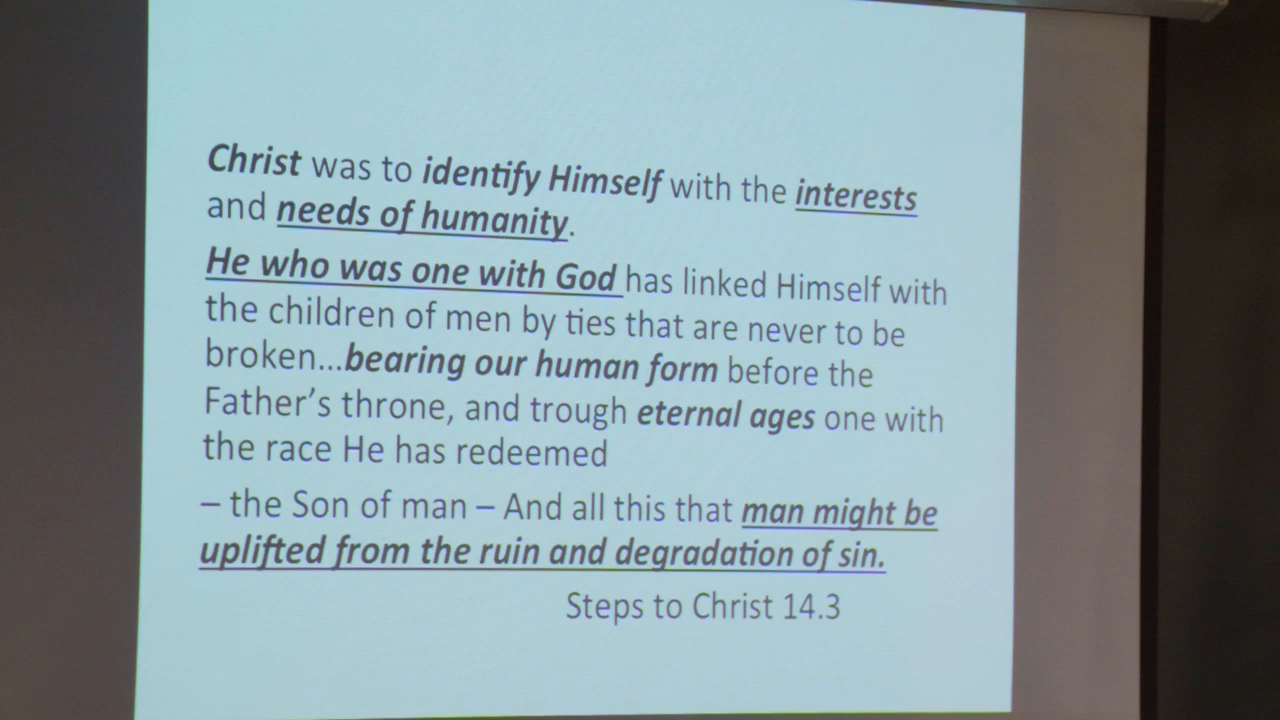 Christ was to identify Himself with the interests
and needs of humanity.
He who was one with God has linked Himself with
the children of men by ties that are never to be
broken...bearing our human form before the
Father's throne, and trough eternal ages one with
the race He has redeemed
– the Son of man – And all this that man might be
uplifted from the ruin and degradation of sin.
Steps to Christ 14.3